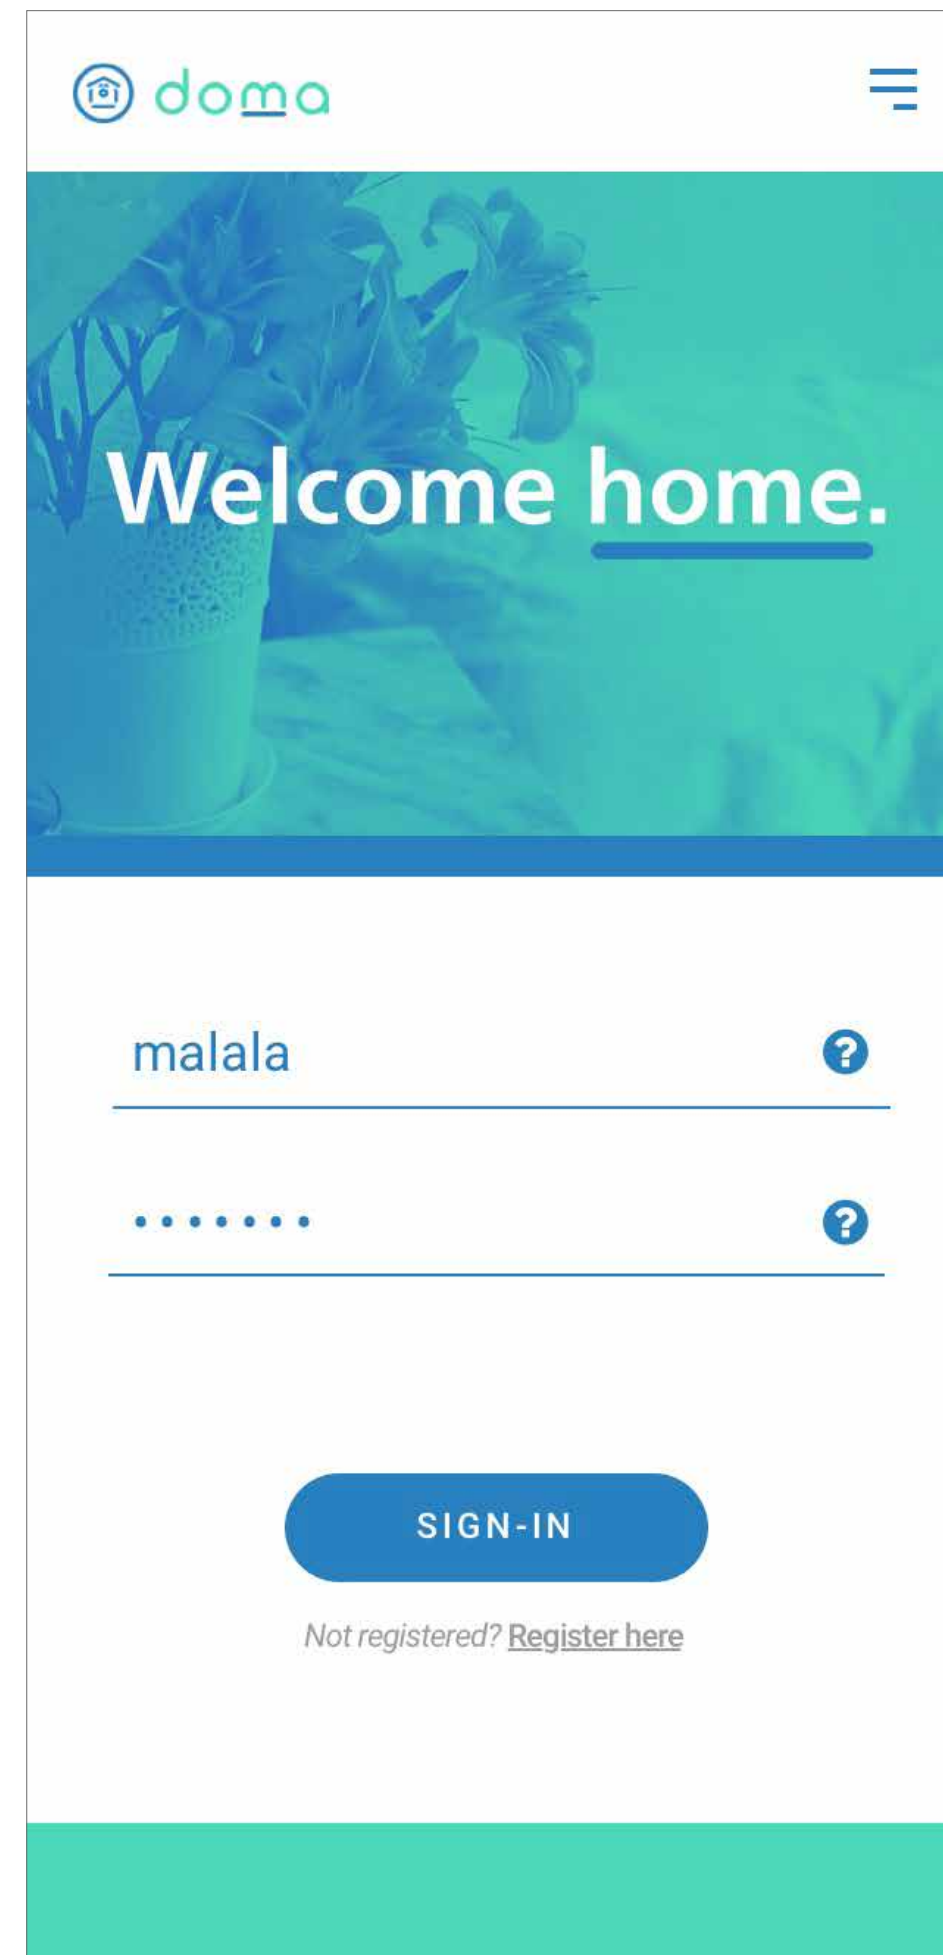 doma
Welcome home.
malala
•••••••
SIGN-IN
Not registered? Register here